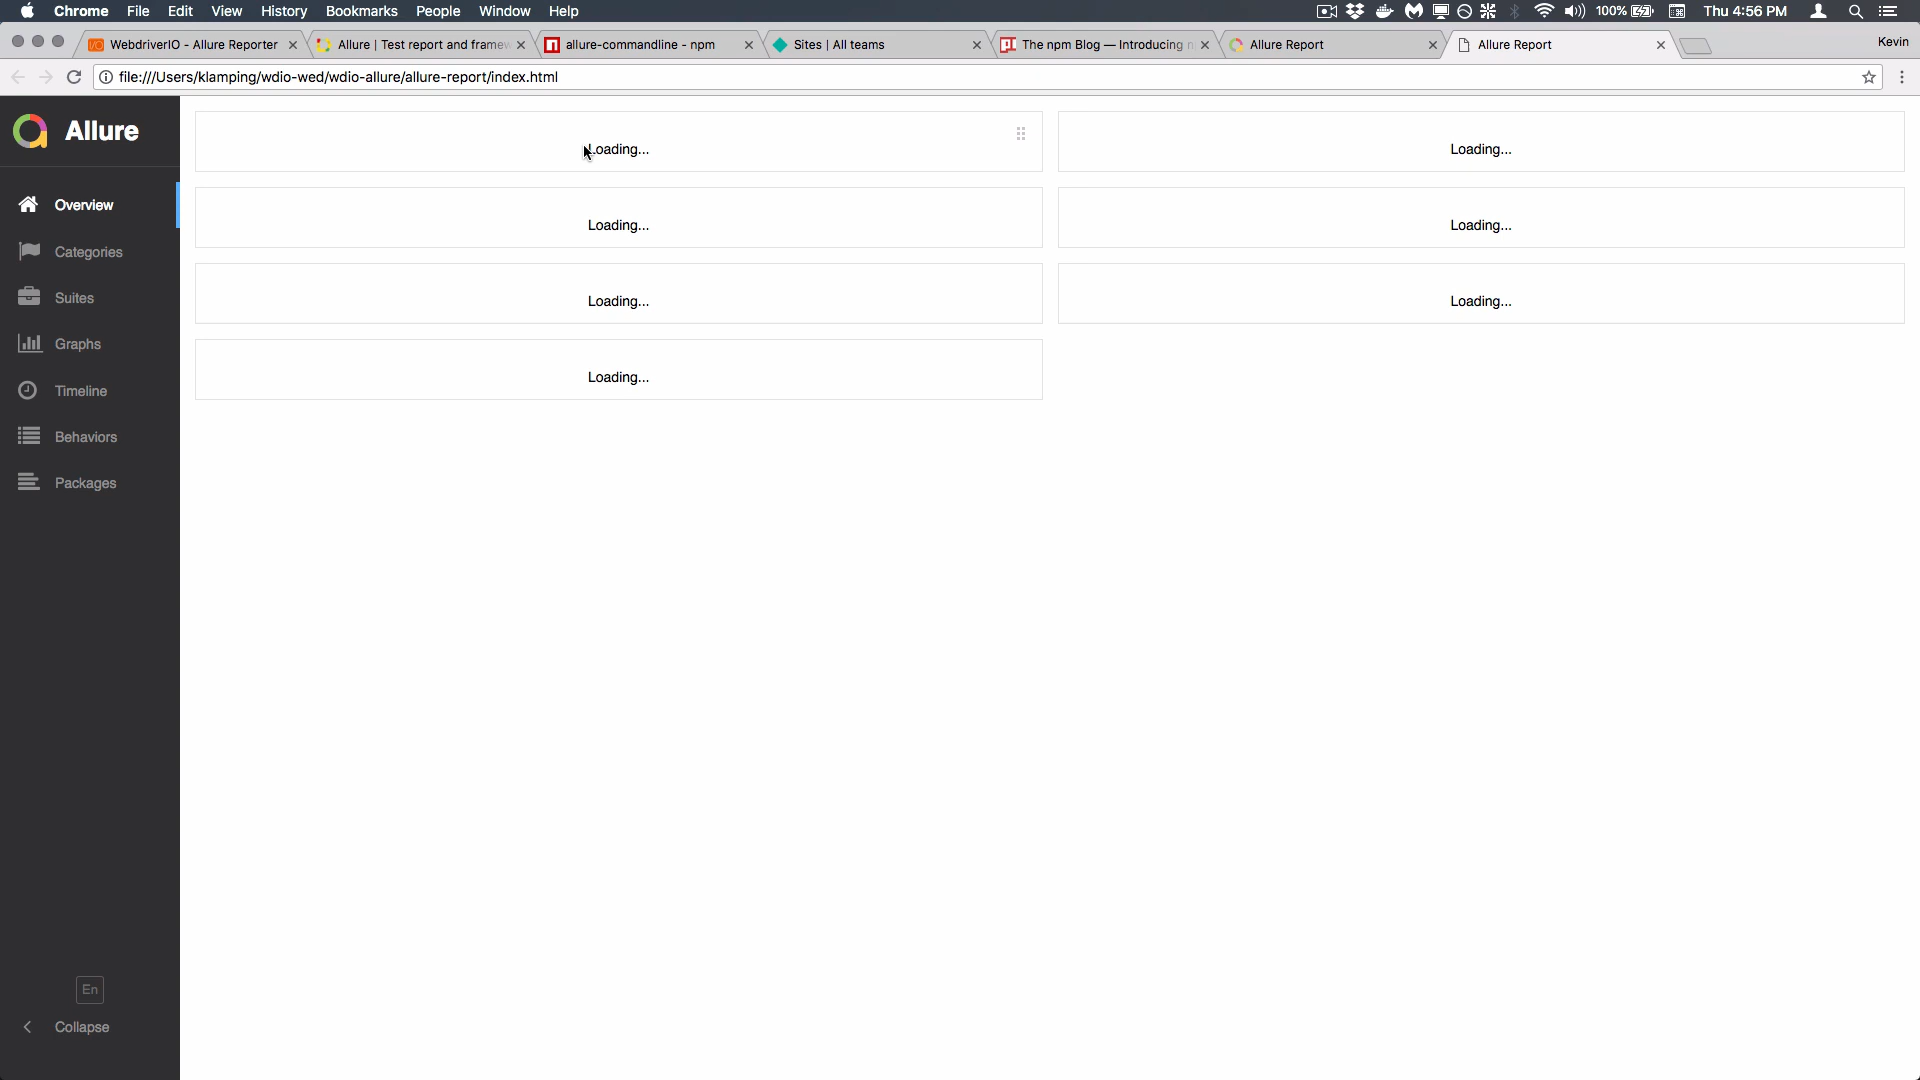 Chrome File Edit View History Bookmarks People Window Help 100% Thu 4:56 PM
WebdriverIO - Allure Reporter
Allure | Test report and framew
allure-commandline - npm
Sites | All teams
The npm Blog — Introducing n
Allure Report
Allure Report
Kevin
file:///Users/klamping/wdio-wed/wdio-allure/allure-report/index.html
Allure
Overview
Categories
Suites
Graphs
Timeline
Behaviors
Packages
En
Collapse
Loading...
Loading...
Loading...
Loading...
Loading...
Loading...
Loading...